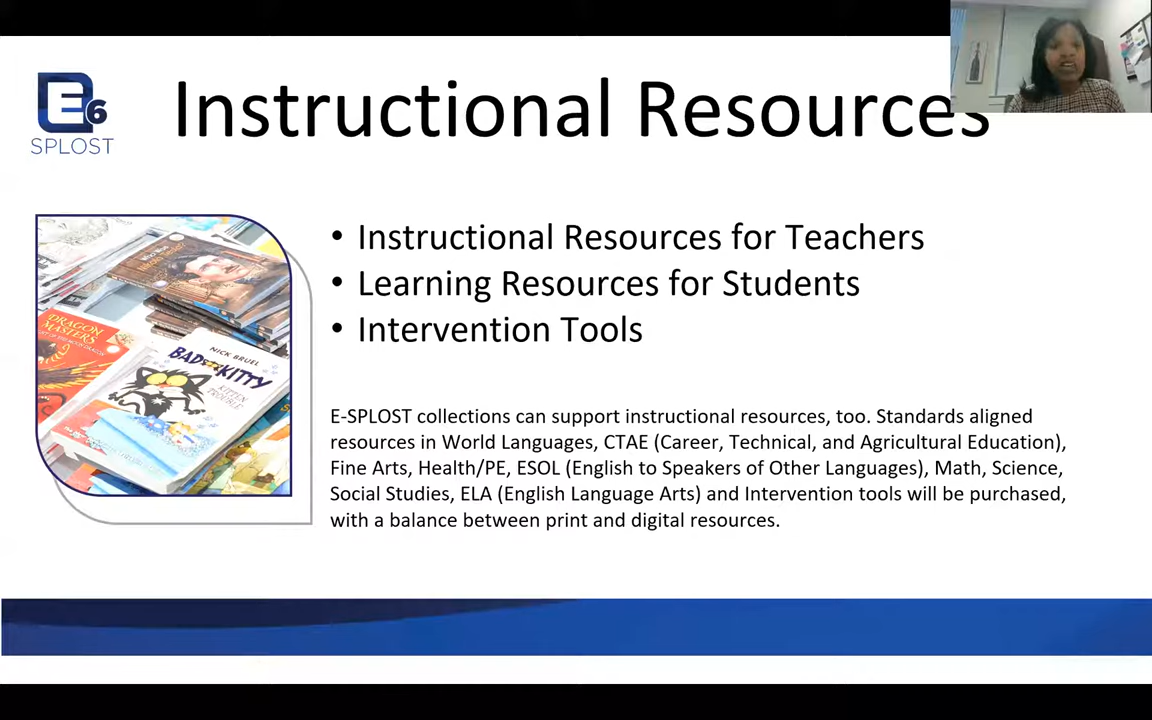 E6
SPLOST
Instructional Resources
• Instructional Resources for Teachers
• Learning Resources for Students
• Intervention Tools
DRAGON
MASTERS
NICK BRUEL
BAD KITTY
KITTEN
TROUBLE
E-SPLOST collections can support instructional resources, too. Standards aligned
resources in World Languages, CTAE (Career, Technical, and Agricultural Education),
Fine Arts, Health/PE, ESOL (English to Speakers of Other Languages), Math, Science,
Social Studies, ELA (English Language Arts) and Intervention tools will be purchased,
with a balance between print and digital resources.